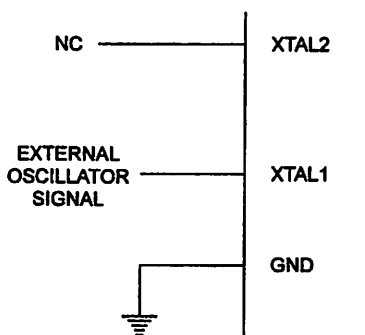 NC
XTAL2
EXTERNAL
OSCILLATOR
SIGNAL
XTAL1
GND